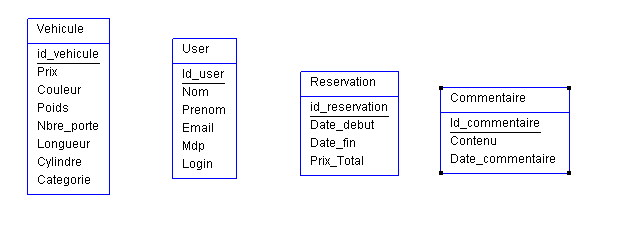 Vehicule
id_vehicule
Prix
Couleur
Poids
Nbre_porte
Longueur
Cylindre
Categorie
User
Id_user
Nom
Prenom
Email
Mdp
Login
Reservation
id_reservation
Date_debut
Date_fin
Prix_Total
Commentaire
Id_commentaire
Contenu
Date_commentaire